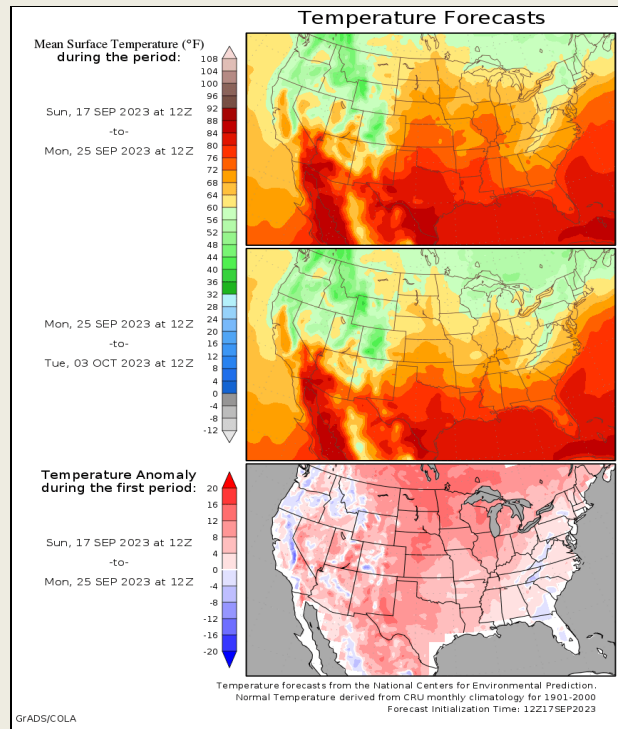 Temperature Forecasts
Mean Surface Temperature (°F)
during the period:
108
104
100
96
92
88
84
80
76
72
68
64
60
56
52
48
44
40
36
32
28
24
20
16
12
8
4
0
-4
-8
-12
Sun, 17 SEP 2023 at 12Z
-to-
Mon, 25 SEP 2023 at 12Z
Mon, 25 SEP 2023 at 12Z
-to-
Tue, 03 OCT 2023 at 12Z
Temperature Anomaly
during the first period:
20
16
12
8
4
0
-4
-8
-12
-16
-20
Sun, 17 SEP 2023 at 12Z
-to-
Mon, 25 SEP 2023 at 12Z
Temperature forecasts from the National Centers for Environmental Prediction.
Normal Temperature derived from CRU monthly climatology for 1901-2000
Forecast Initialization Time: 12Z17SEP2023
GrADS/COLA